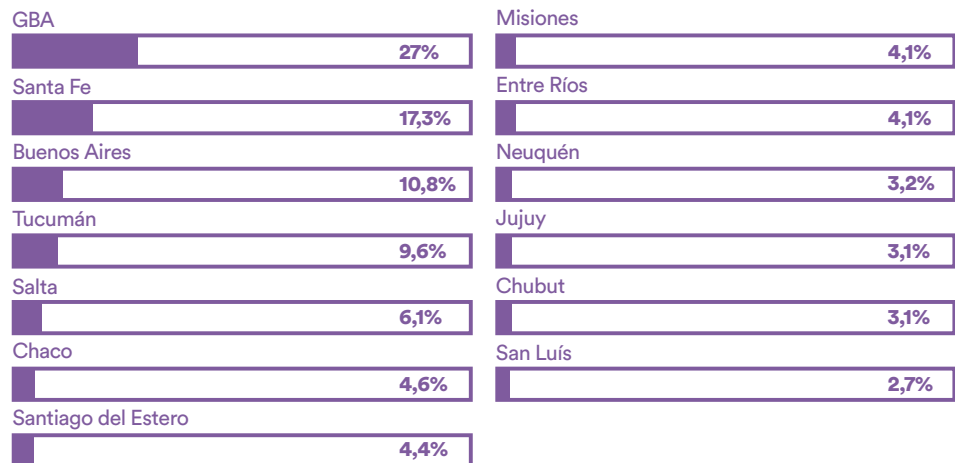 GBA
27%
Santa Fe
17,3%
Buenos Aires
10,8%
Tucumán
9,6%
Salta
6,1%
Chaco
4,6%
Santiago del Estero
4,4%
Misiones
4,1%
Entre Ríos
4,1%
Neuquén
3,2%
Jujuy
3,1%
Chubut
3,1%
San Luís
2,7%